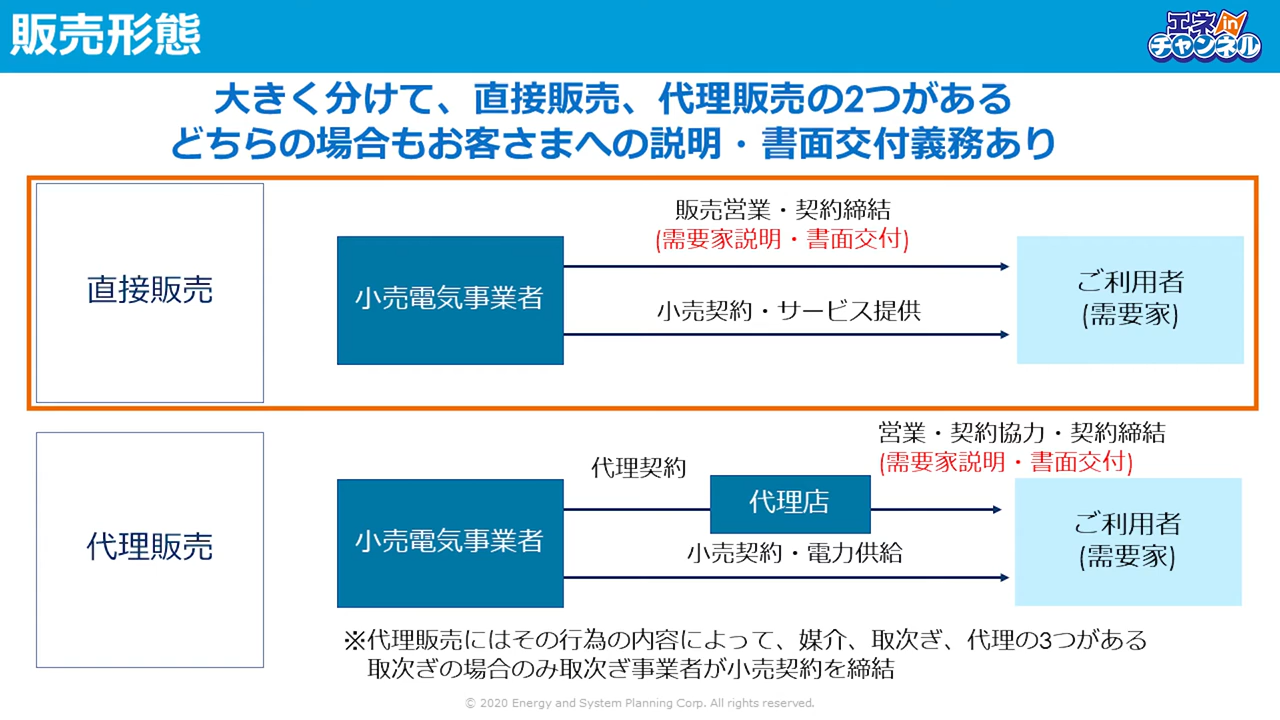 販売形態
エネinチャンネル
大きく分けて、直接販売、代理販売の2つがある
どちらの場合もお客さまへの説明・書面交付義務あり
直接販売
小売電気事業者
販売営業・契約締結
(需要家説明・書面交付)
小売契約・サービス提供
ご利用者
(需要家)
代理販売
小売電気事業者
代理契約
代理店
営業・契約協力・契約締結
(需要家説明・書面交付)
小売契約・電力供給
ご利用者
(需要家)
※代理販売にはその行為の内容によって、媒介、取次ぎ、代理の3つがある
取次ぎの場合のみ取次ぎ事業者が小売契約を締結
© 2020 Energy and System Planning Corp. All rights reserved.